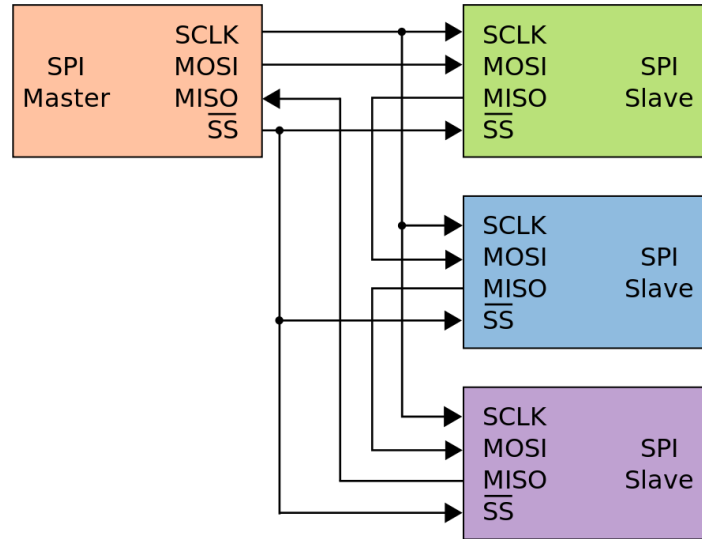 SPI
Master
SCLK
MOSI
MISO
SS
SCLK
MOSI
MISO
SS
SPI
Slave
SCLK
MOSI
MISO
SS
SPI
Slave
SCLK
MOSI
MISO
SS
SPI
Slave